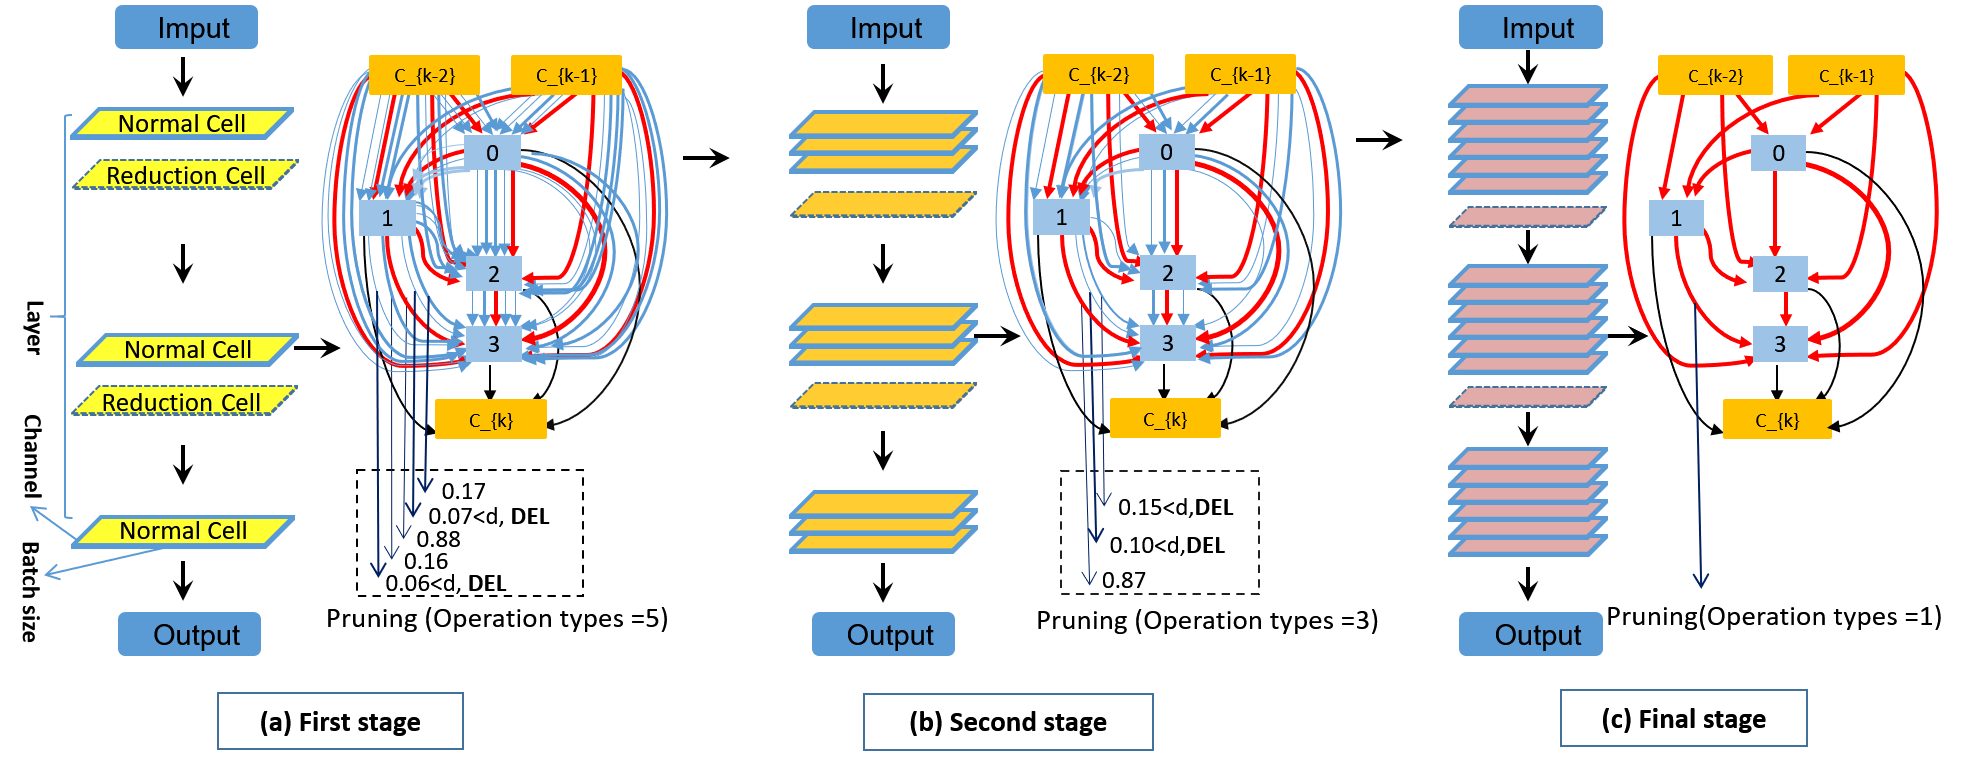 Imput
Normal Cell
Reduction Cell
Normal Cell
Reduction Cell
Normal Cell
Output
Layer
Channel
Batch size
C_{k-2}
C_{k-1}
0
1
2
3
C_{k}
0.17
0.07<d, DEL
0.88
0.16
0.06<d, DEL
Pruning (Operation types =5)
(a) First stage
Imput
Output
C_{k-2}
C_{k-1}
0
1
2
3
C_{k}
0.15<d,DEL
0.10<d,DEL
0.87
Pruning (Operation types =3)
(b) Second stage
Imput
Output
C_{k-2}
C_{k-1}
0
1
2
3
C_{k}
Pruning(Operation types =1)
(c) Final stage